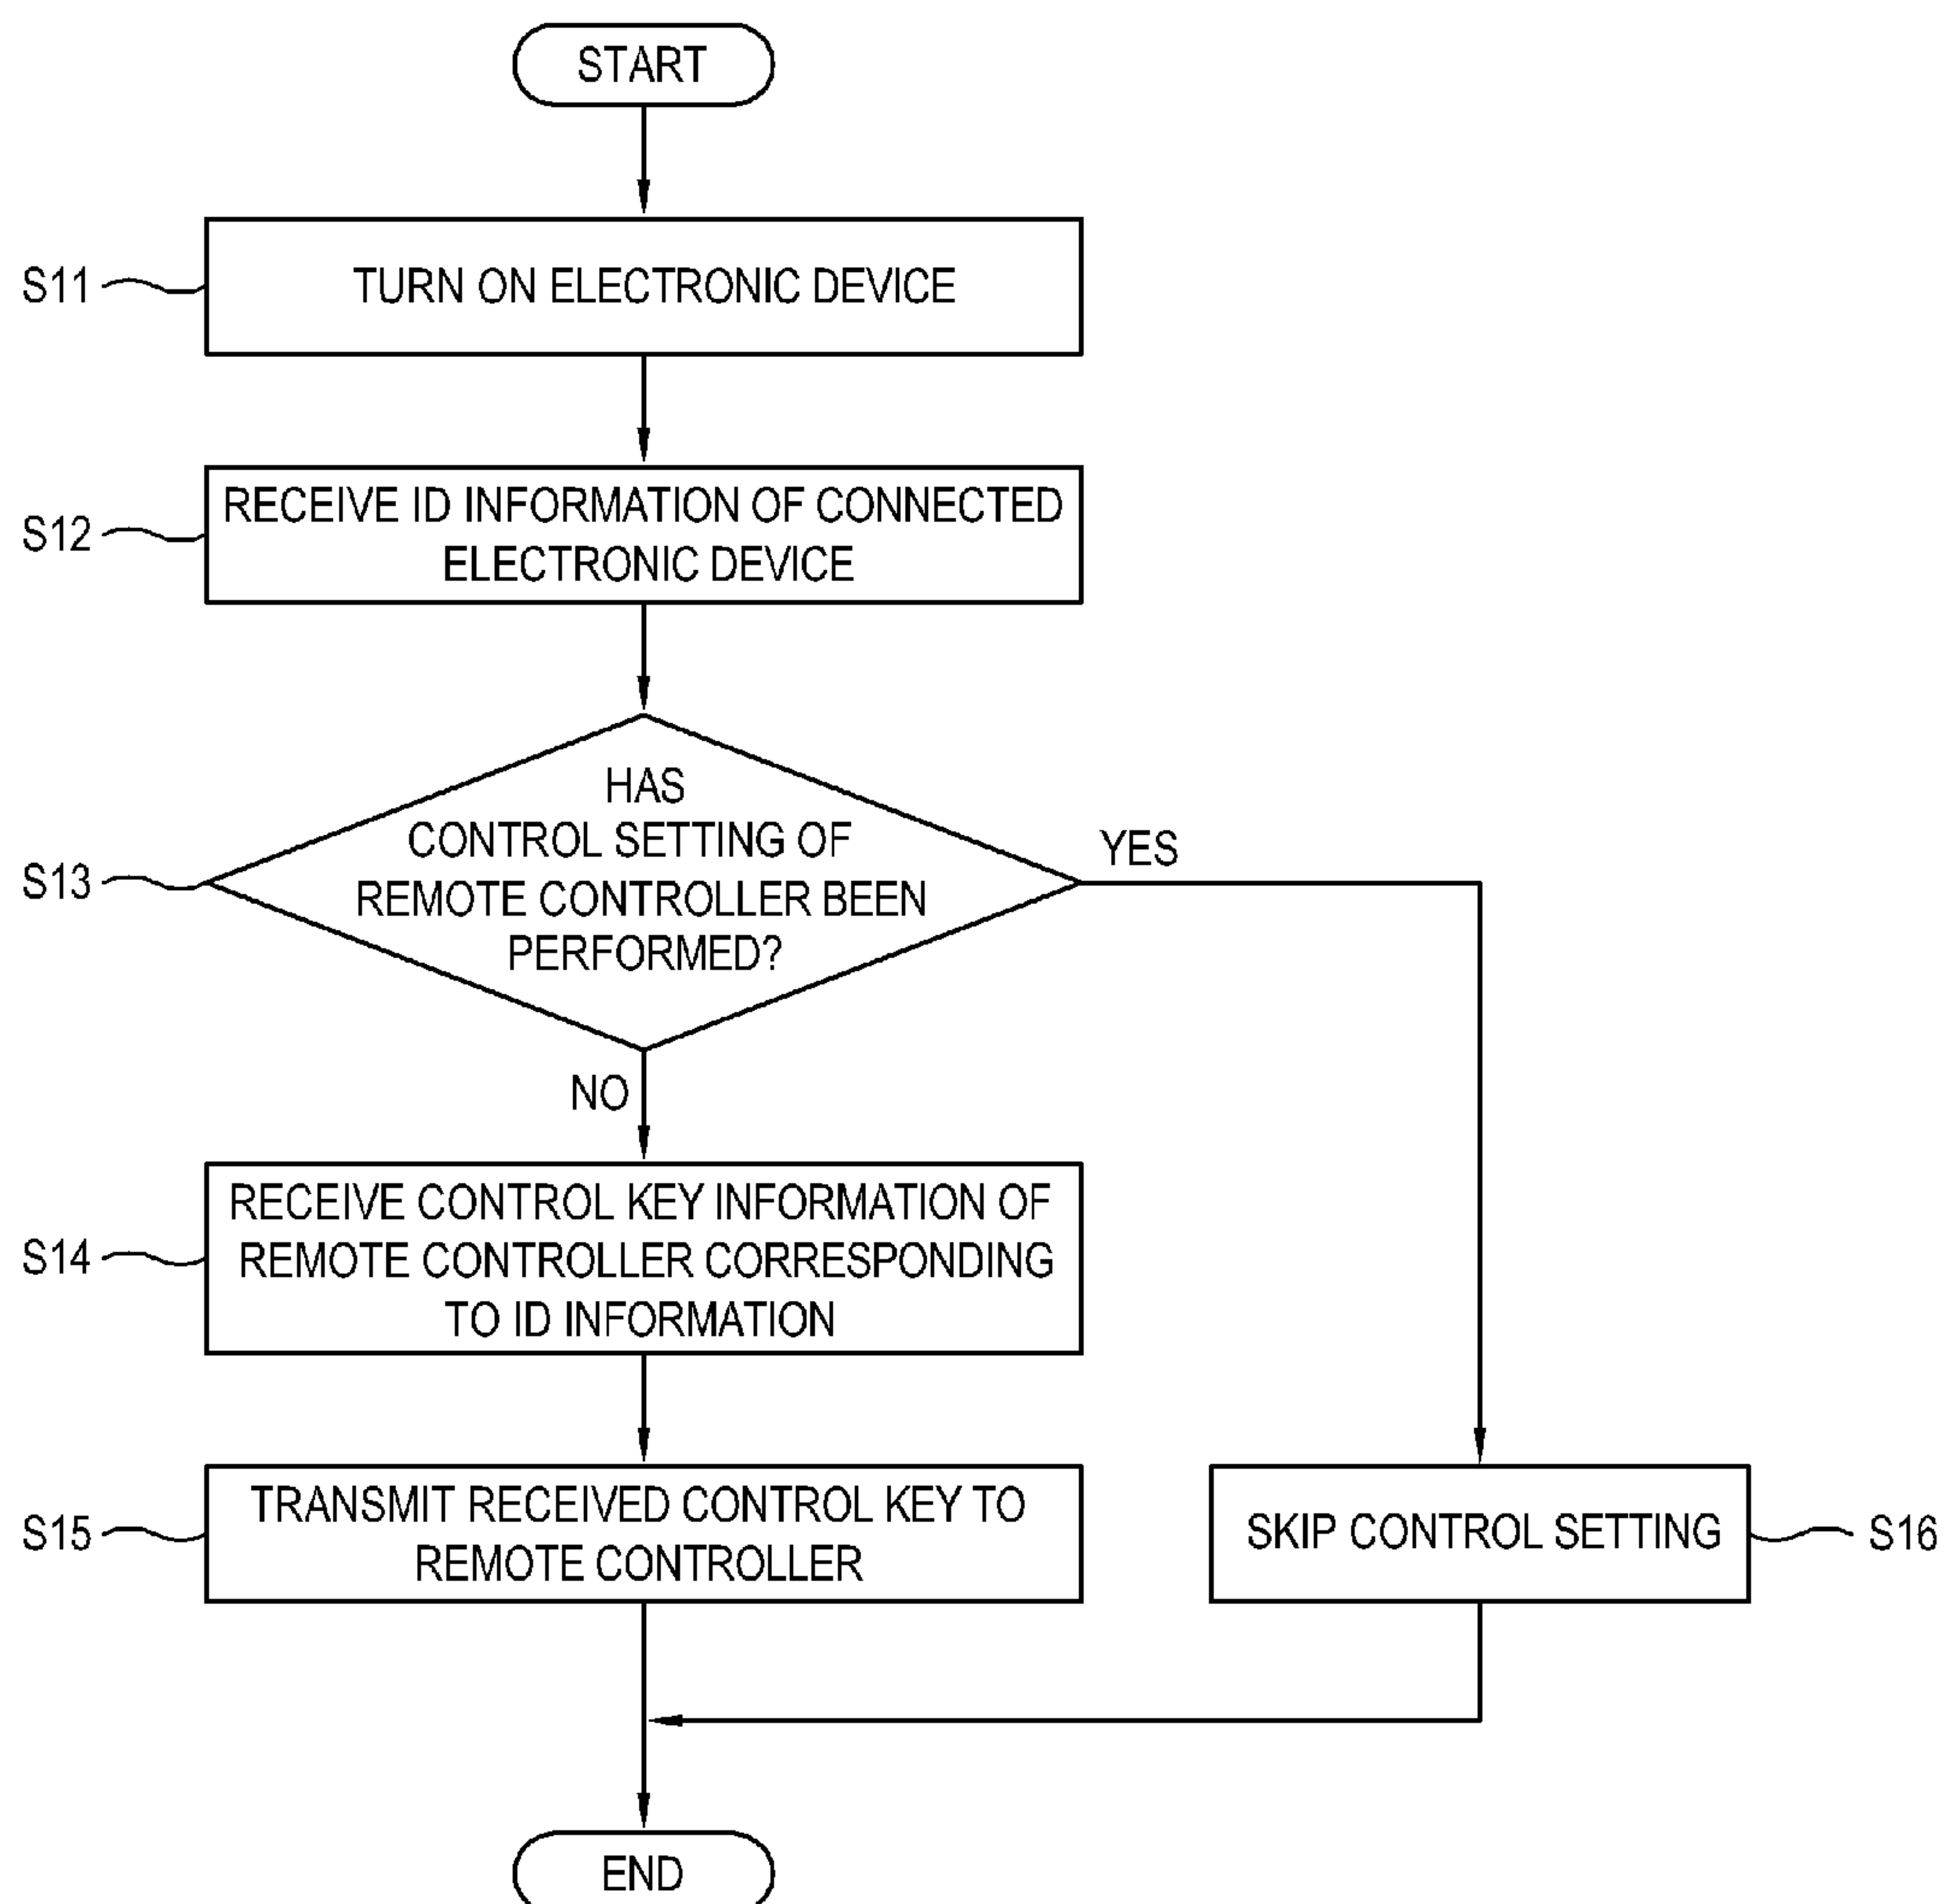 START
S11
TURN ON ELECTRONIC DEVICE
S12
RECEIVE ID INFORMATION OF CONNECTED
ELECTRONIC DEVICE
S13
HAS
CONTROL SETTING OF
REMOTE CONTROLLER BEEN
PERFORMED?
YES
NO
S14
RECEIVE CONTROL KEY INFORMATION OF
REMOTE CONTROLLER CORRESPONDING
TO ID INFORMATION
S15
TRANSMIT RECEIVED CONTROL KEY TO
REMOTE CONTROLLER
SKIP CONTROL SETTING
S16
END